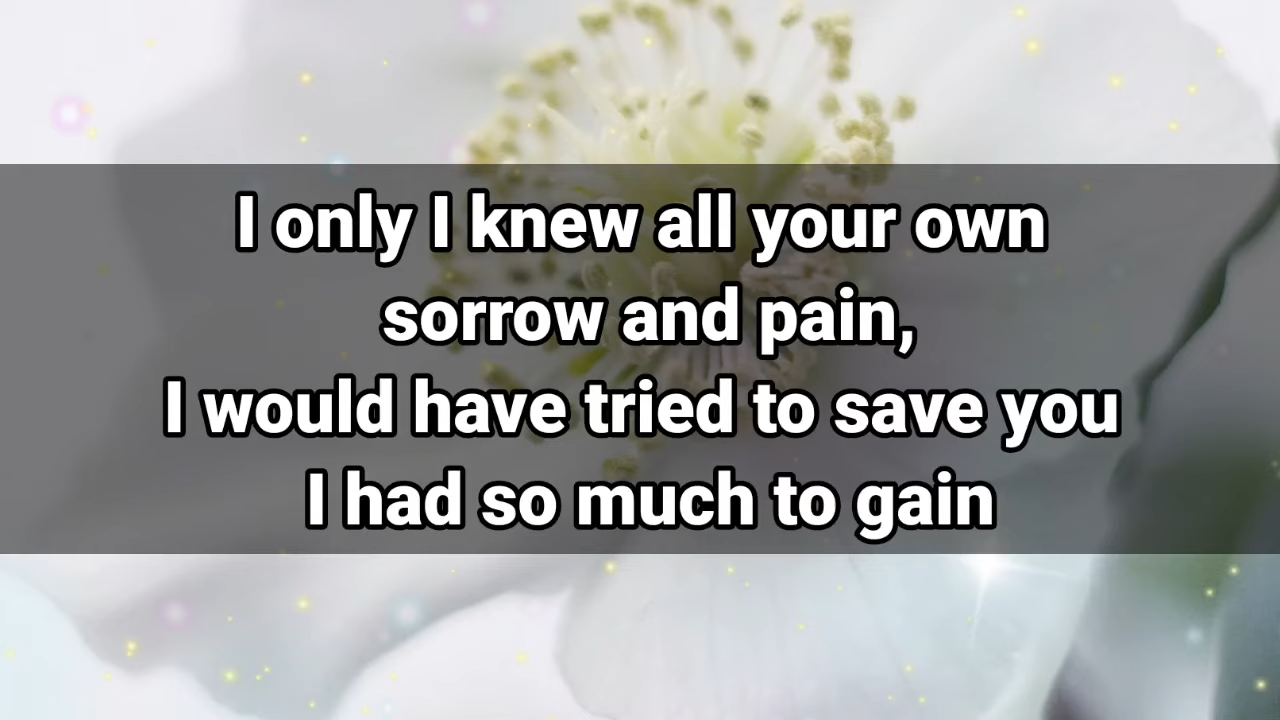 I only I knew all your own
sorrow and pain,
I would have tried to save you
I had so much to gain